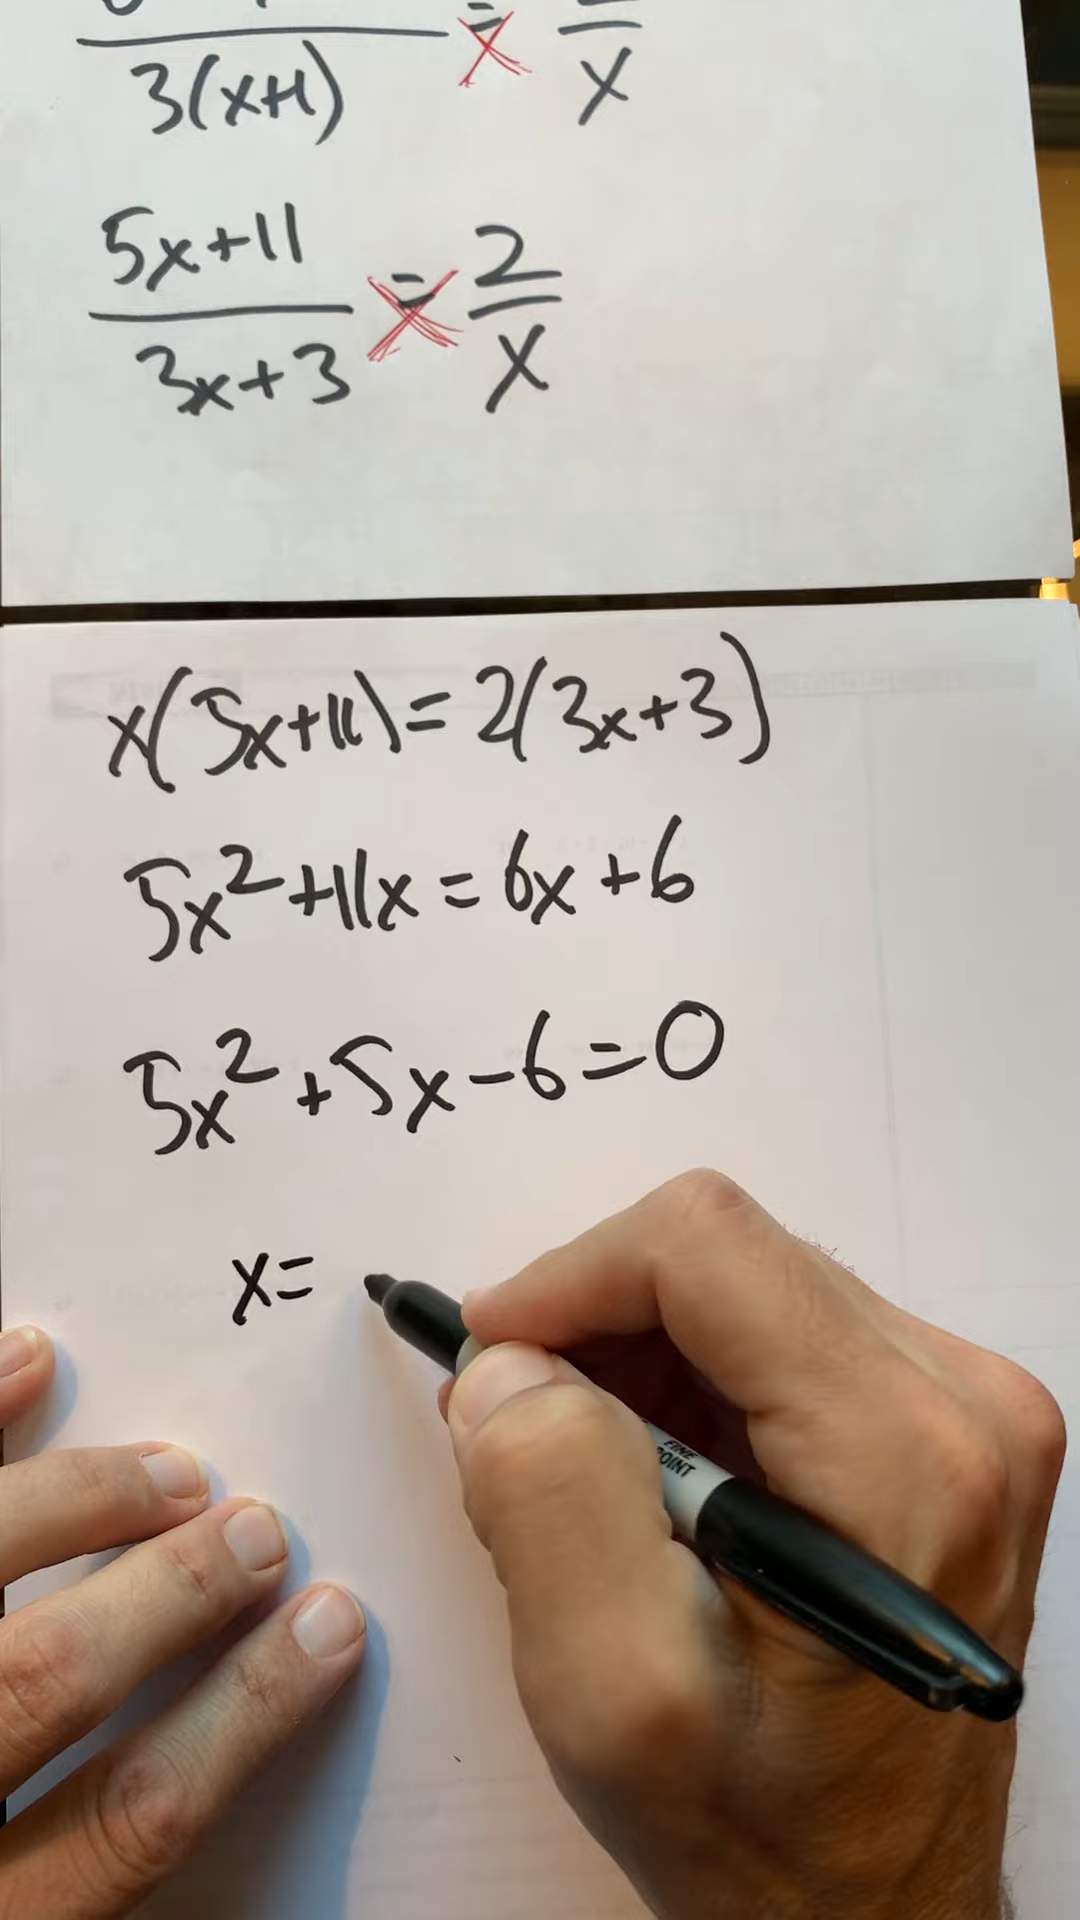 3(x+1) = x
5x+11 = 2
3x+3 x
x(5x+11)=2(3x+3)
5x²+11x=6x+6
5x²+5x-6=0
x=
FINE
POINT